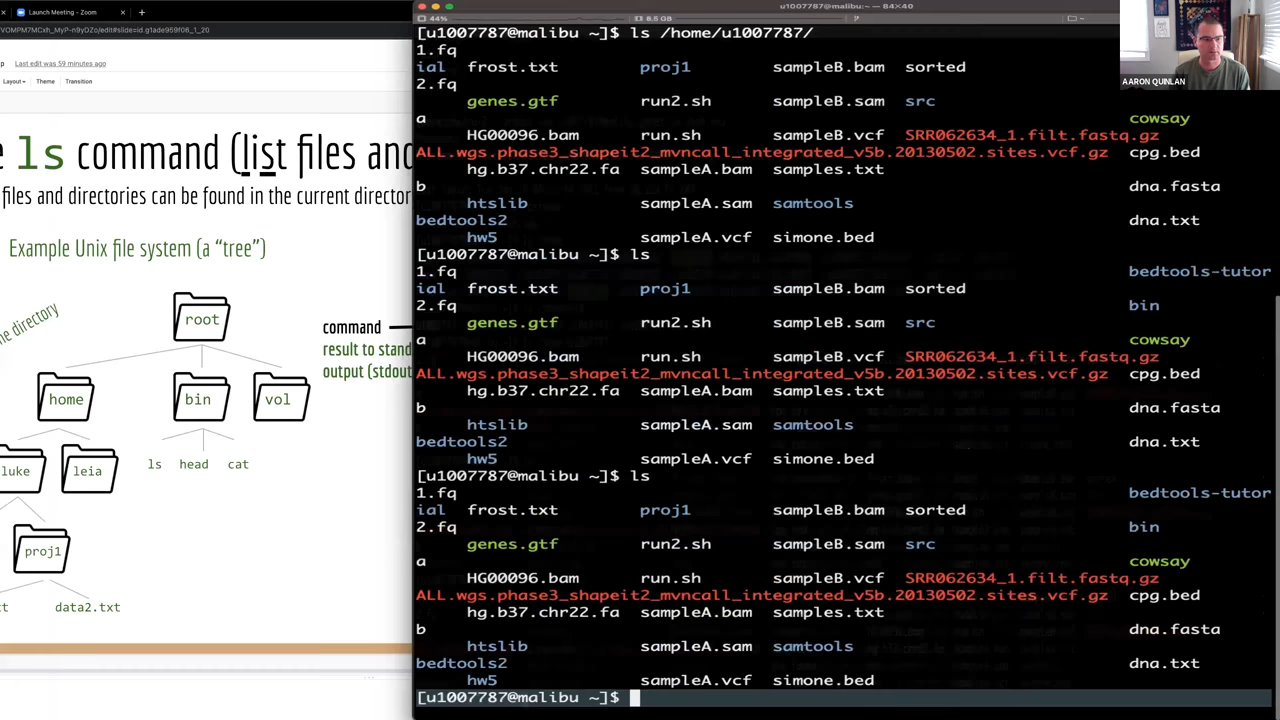 Launch Meeting - Zoom
VOMPM7MCxh_MyP-n9yDZo/edit#slide=id.g1ade959f06_1_20
Last edit was 59 minutes ago
Layout
Theme
Transition
ls command (list files and
files and directories can be found in the current director
Example Unix file system (a “tree”)
e directory
root
command
result to stand
output (stdout
home
bin
vol
luke
leia
ls head cat
proj1
data2.txt
u1007787@malibu:~ — 84×40
44%
8.5 GB
AARON QUINLAN
[u1007787@malibu ~]$ ls /home/u1007787/
1.fq
ial frost.txt proj1 sampleB.bam sorted
2.fq
genes.gtf run2.sh sampleB.sam src
a cowsay
HG00096.bam run.sh sampleB.vcf SRR062634_1.filt.fastq.gz
ALL.wgs.phase3_shapeit2_mvncall_integrated_v5b.20130502.sites.vcf.gz cpg.bed
hg.b37.chr22.fa sampleA.bam samples.txt
b dna.fasta
htslib sampleA.sam samtools
bedtools2 dna.txt
hw5 sampleA.vcf simone.bed
[u1007787@malibu ~]$ ls
1.fq bedtools-tutor
ial frost.txt proj1 sampleB.bam sorted
2.fq bin
genes.gtf run2.sh sampleB.sam src
a cowsay
HG00096.bam run.sh sampleB.vcf SRR062634_1.filt.fastq.gz
ALL.wgs.phase3_shapeit2_mvncall_integrated_v5b.20130502.sites.vcf.gz cpg.bed
hg.b37.chr22.fa sampleA.bam samples.txt
b dna.fasta
htslib sampleA.sam samtools
bedtools2 dna.txt
hw5 sampleA.vcf simone.bed
[u1007787@malibu ~]$ ls
1.fq bedtools-tutor
ial frost.txt proj1 sampleB.bam sorted
2.fq bin
genes.gtf run2.sh sampleB.sam src
a cowsay
HG00096.bam run.sh sampleB.vcf SRR062634_1.filt.fastq.gz
ALL.wgs.phase3_shapeit2_mvncall_integrated_v5b.20130502.sites.vcf.gz cpg.bed
hg.b37.chr22.fa sampleA.bam samples.txt
b dna.fasta
htslib sampleA.sam samtools
bedtools2 dna.txt
hw5 sampleA.vcf simone.bed
[u1007787@malibu ~]$